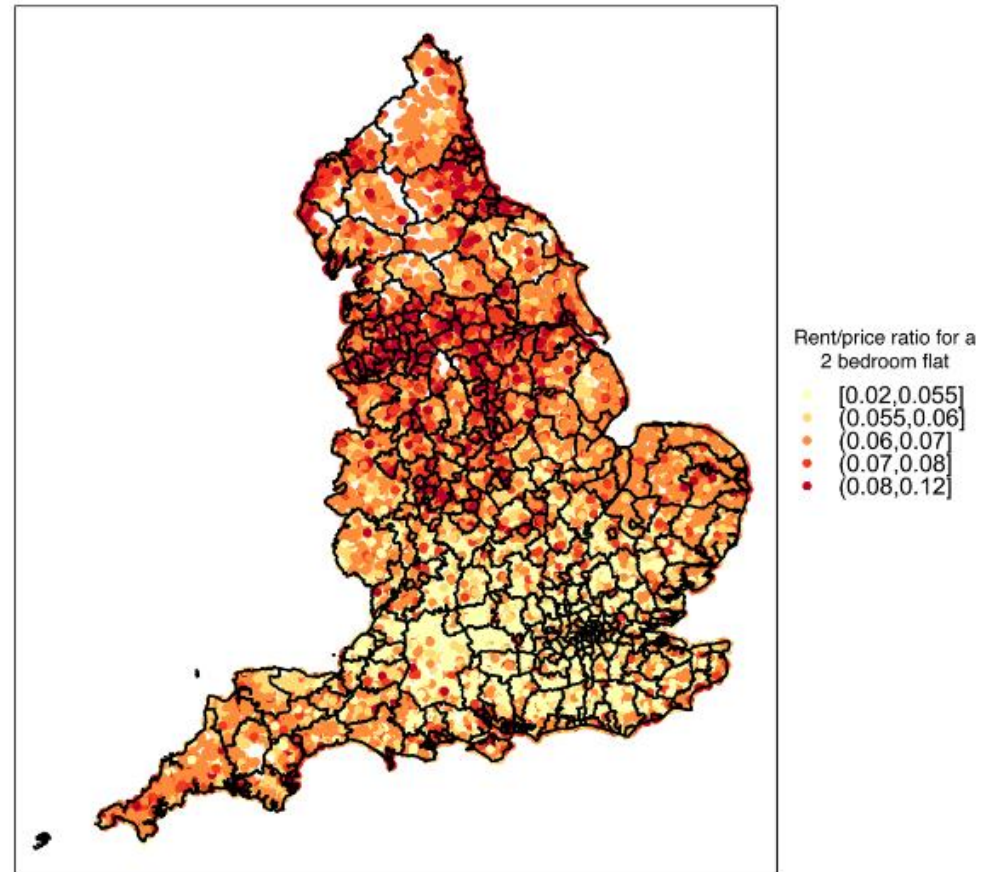 Rent/price ratio for a
2 bedroom flat
[0.02,0.055]
(0.055,0.06]
(0.06,0.07]
(0.07,0.08]
(0.08,0.12]